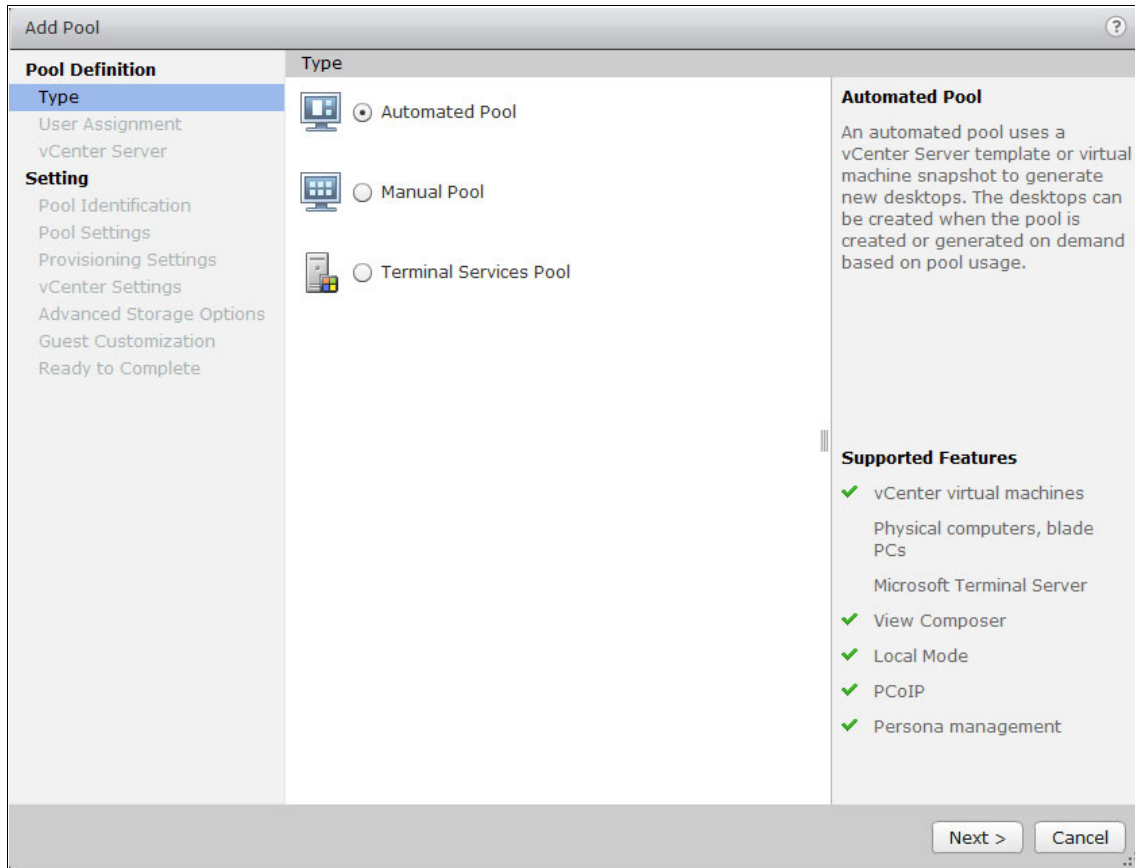 Add Pool
?
Pool Definition
Type
User Assignment
vCenter Server
Setting
Pool Identification
Pool Settings
Provisioning Settings
vCenter Settings
Advanced Storage Options
Guest Customization
Ready to Complete
Type
Automated Pool
Manual Pool
Terminal Services Pool
Automated Pool
An automated pool uses a
vCenter Server template or virtual
machine snapshot to generate
new desktops. The desktops can
be created when the pool is
created or generated on demand
based on pool usage.
Supported Features
vCenter virtual machines
Physical computers, blade
PCs
Microsoft Terminal Server
View Composer
Local Mode
PCoIP
Persona management
Next >
Cancel